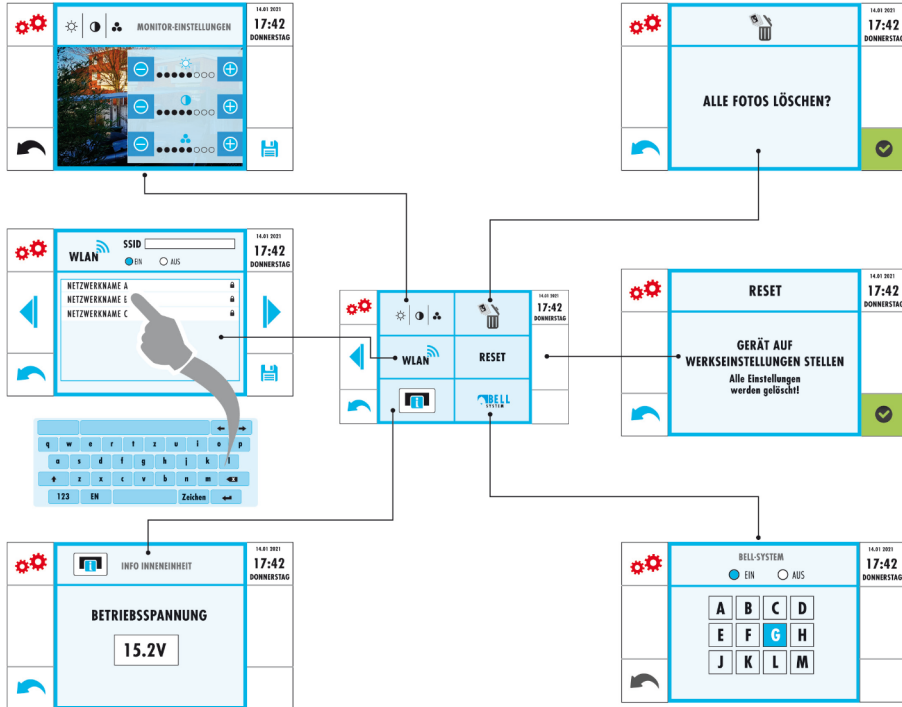 MONITOR-EINSTELLUNGEN
14.01 2021
17:42
DONNERSTAG
14.01 2021
17:42
DONNERSTAG
ALLE FOTOS LÖSCHEN?
WLAN
SSID
EIN AUS
14.01 2021
17:42
DONNERSTAG
NETZWERKNAME A
NETZWERKNAME B
NETZWERKNAME C
q w e r t z u i o p
a s d f g h j k l
z x c v b n m
123 EN Zeichen
14.01 2021
17:42
DONNERSTAG
WLAN
RESET
BELL
SYSTEM
RESET
14.01 2021
17:42
DONNERSTAG
GERÄT AUF
WERKSEINSTELLUNGEN STELLEN
Alle Einstellungen
werden gelöscht!
INFO INNENEINHEIT
14.01 2021
17:42
DONNERSTAG
BETRIEBSSPANNUNG
15.2V
BELL-SYSTEM
EIN AUS
14.01 2021
17:42
DONNERSTAG
A B C D
E F G H
J K L M